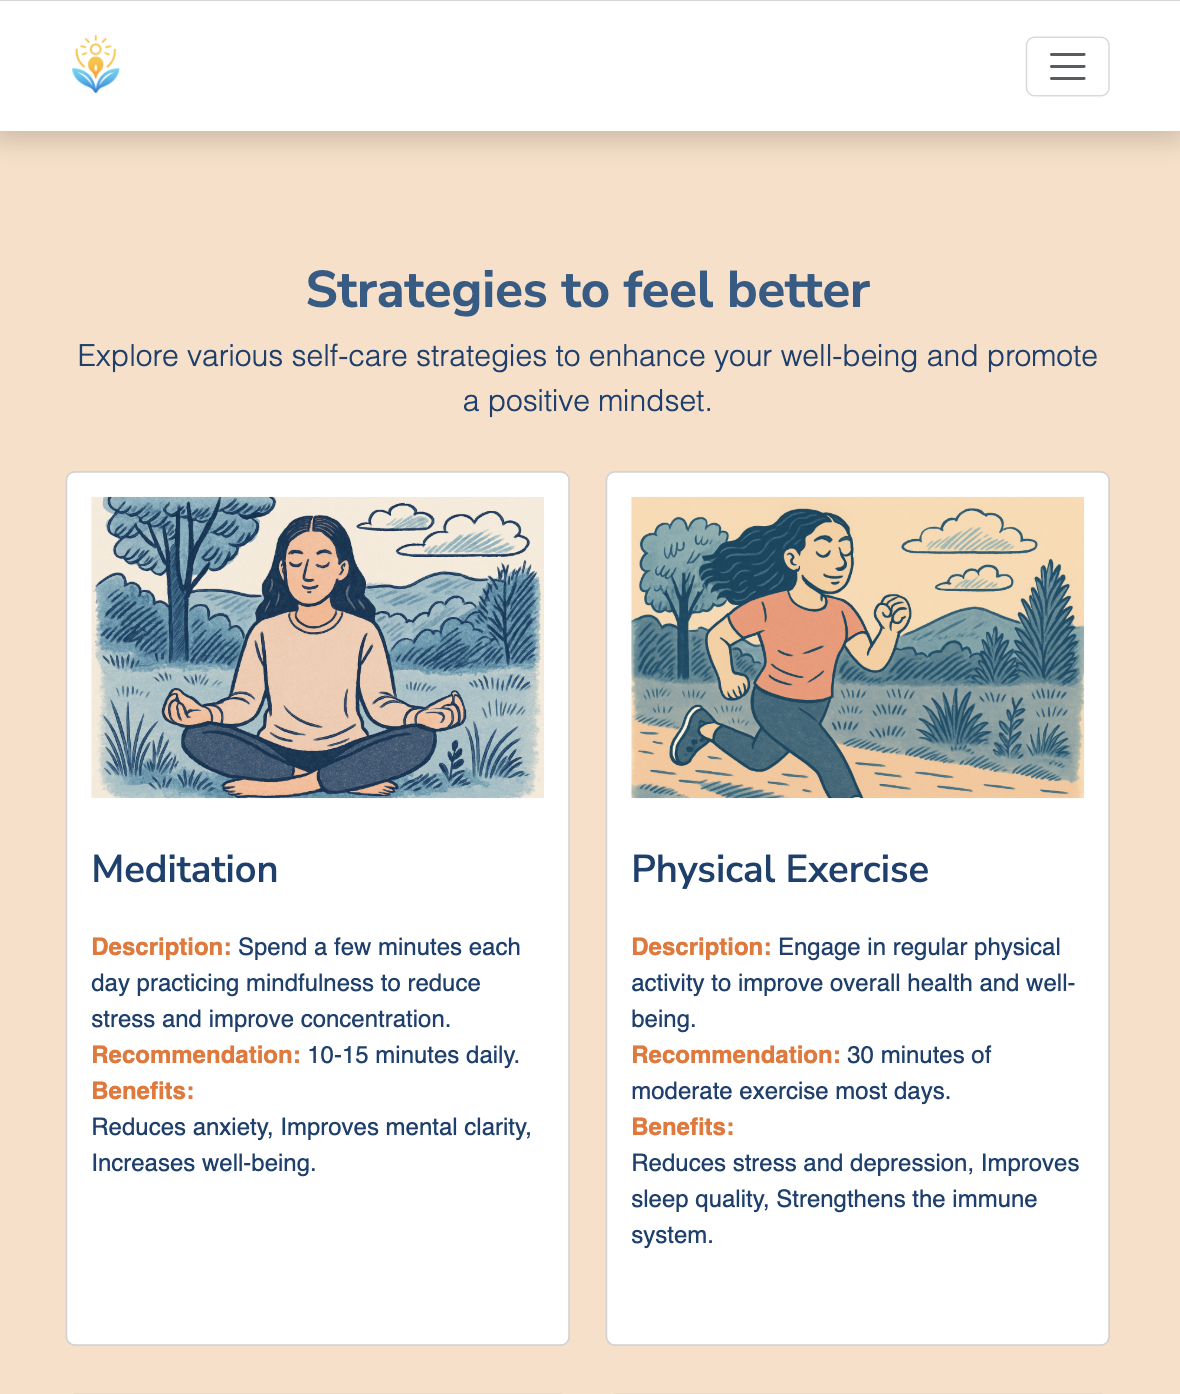 Strategies to feel better
Explore various self-care strategies to enhance your well-being and promote
a positive mindset.
Meditation
Description: Spend a few minutes each
day practicing mindfulness to reduce
stress and improve concentration.
Recommendation: 10-15 minutes daily.
Benefits:
Reduces anxiety, Improves mental clarity,
Increases well-being.
Physical Exercise
Description: Engage in regular physical
activity to improve overall health and well-
being.
Recommendation: 30 minutes of
moderate exercise most days.
Benefits:
Reduces stress and depression, Improves
sleep quality, Strengthens the immune
system.